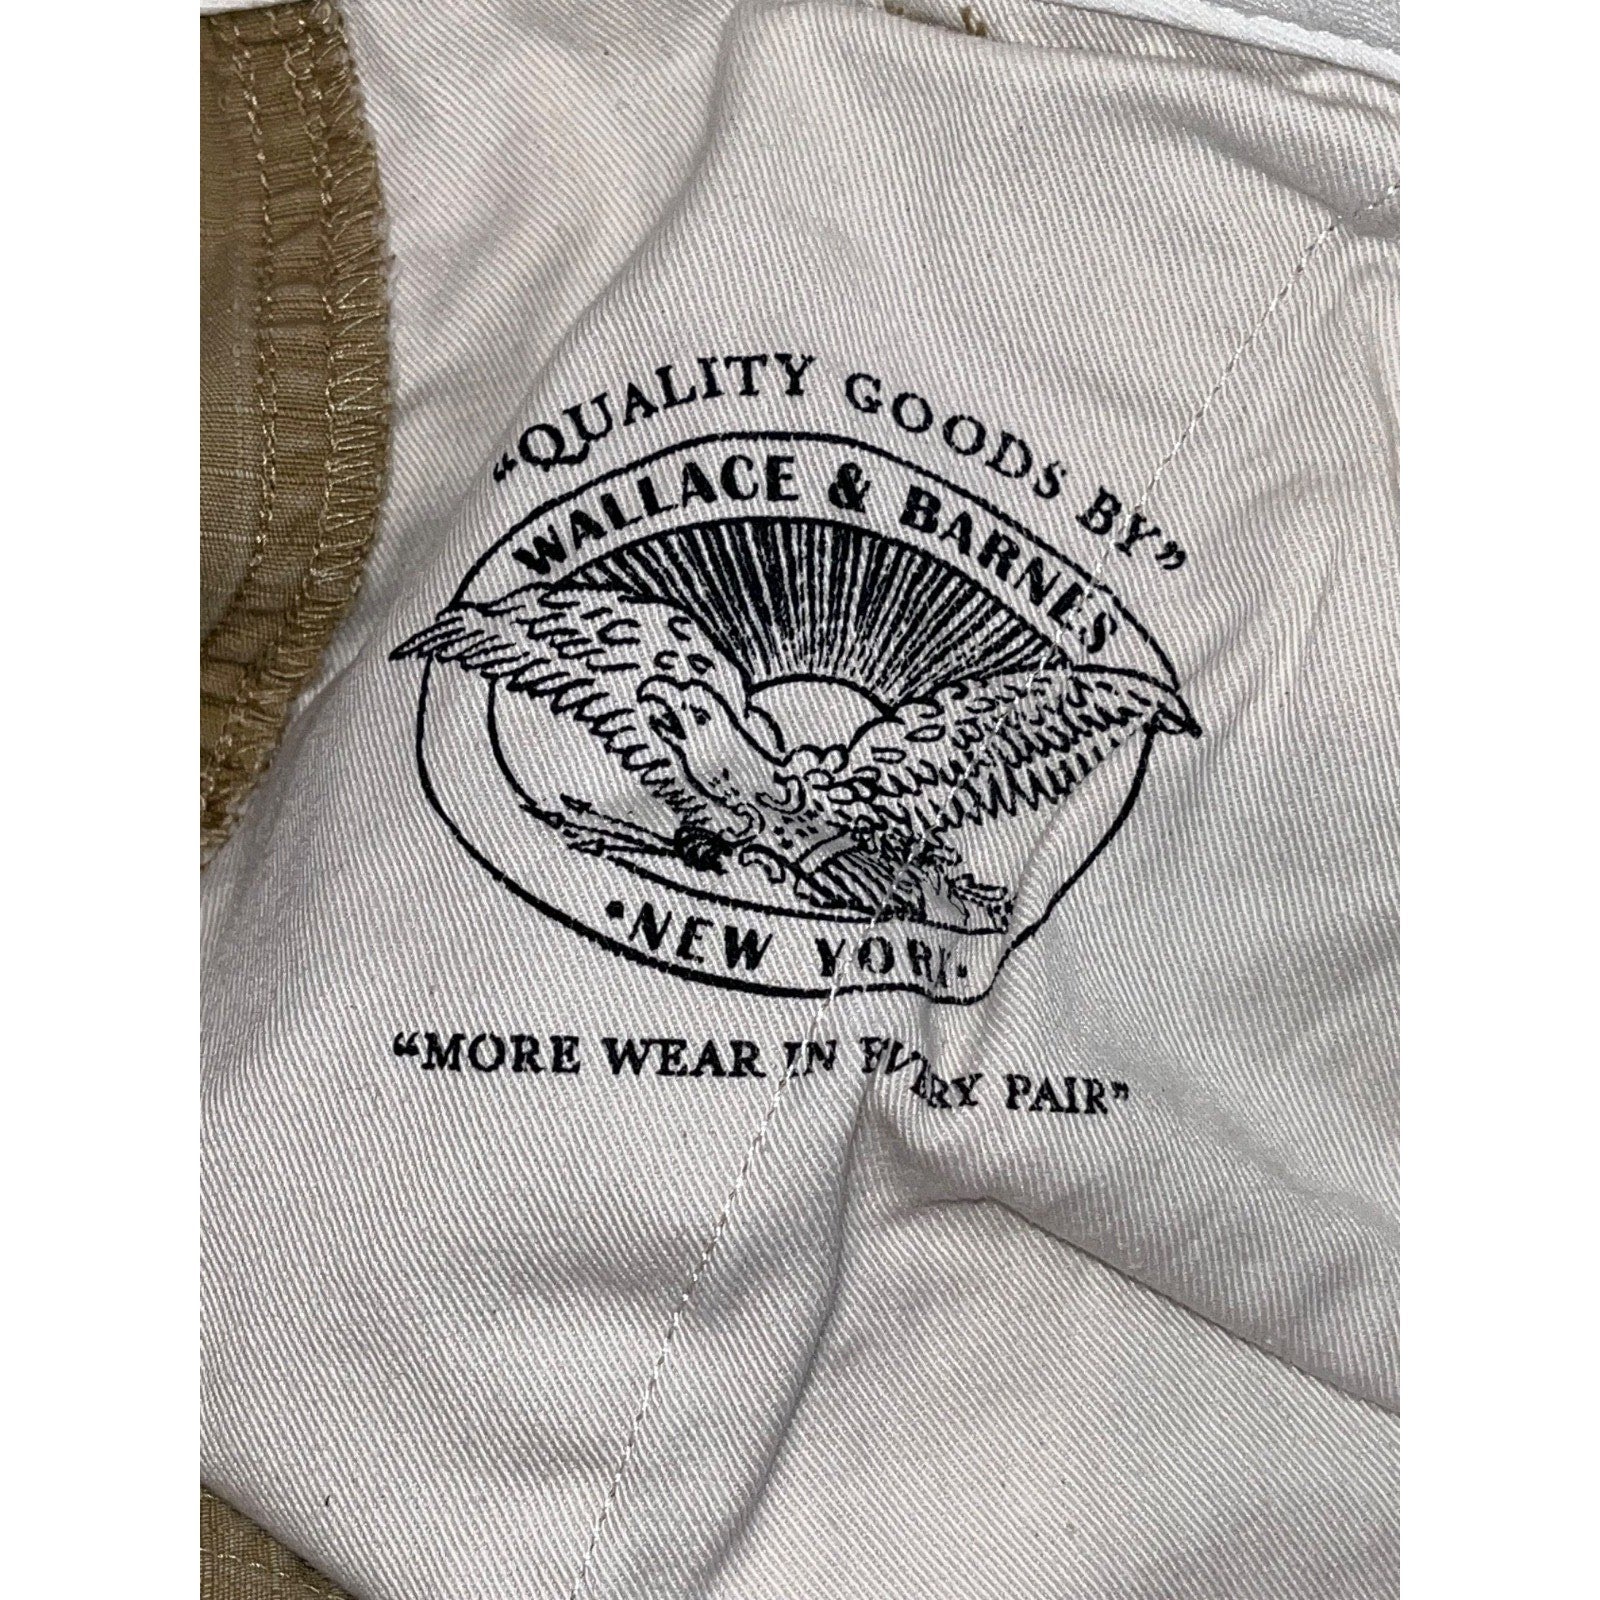 “QUALITY GOODS BY”
WALLACE & BARNES
•NEW YORK•
“MORE WEAR IN EVERY PAIR”